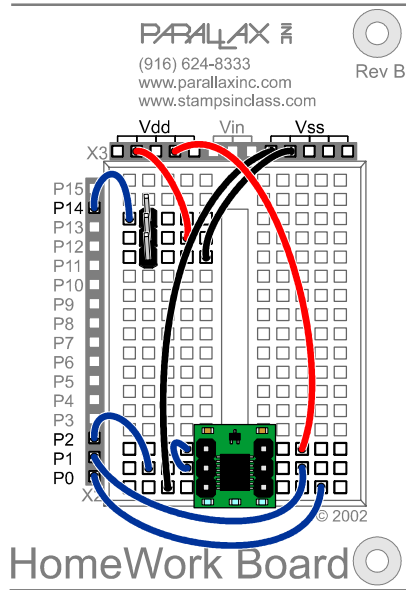 PARALLAX INC
(916) 624-8333
www.parallaxinc.com
www.stampsinclass.com
Rev B
Vdd Vin Vss
X3
P15
P14
P13
P12
P11
P10
P9
P8
P7
P6
P5
P4
P3
P2
P1
P0
X2
© 2002
HomeWork Board